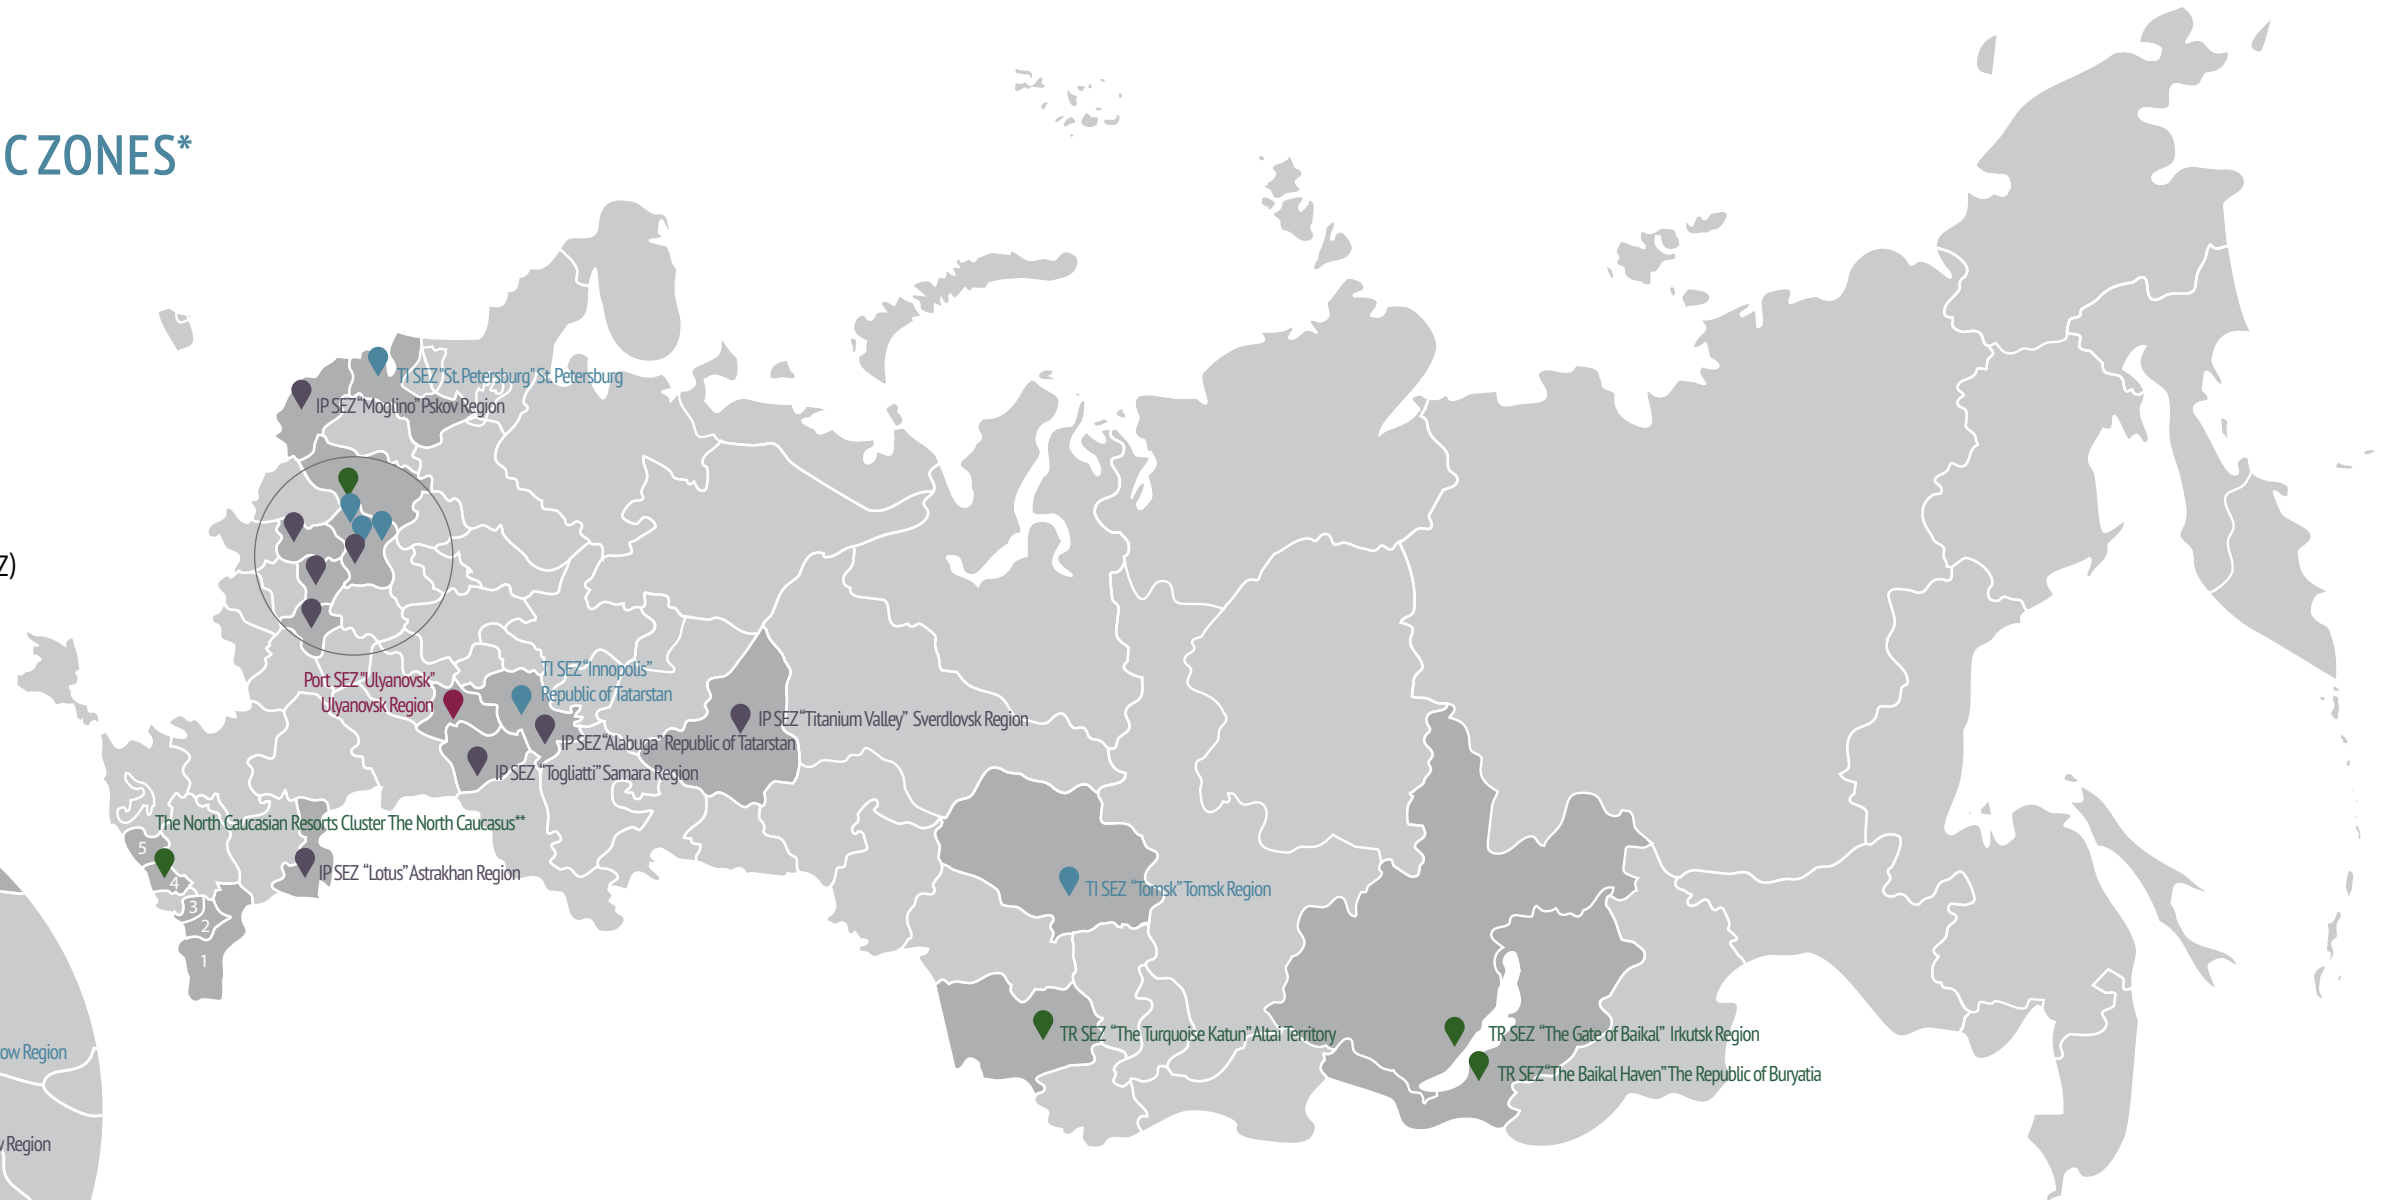 C ZONES*
TI SEZ "St. Petersburg" St. Petersburg
IP SEZ “Moglino” Pskov Region
Z)
TI SEZ “Innopolis”
Republic of Tatarstan
Port SEZ "Ulyanovsk"
Ulyanovsk Region
IP SEZ “Titanium Valley” Sverdlovsk Region
IP SEZ “Alabuga” Republic of Tatarstan
IP SEZ “Togliatti” Samara Region
The North Caucasian Resorts Cluster The North Caucasus**
5
IP SEZ “Lotus” Astrakhan Region
4
TI SEZ “Tomsk” Tomsk Region
3
2
1
TR SEZ “The Turquoise Katun” Altai Territory
TR SEZ “The Gate of Baikal” Irkutsk Region
ow Region
TR SEZ “The Baikal Haven” The Republic of Buryatia
Region